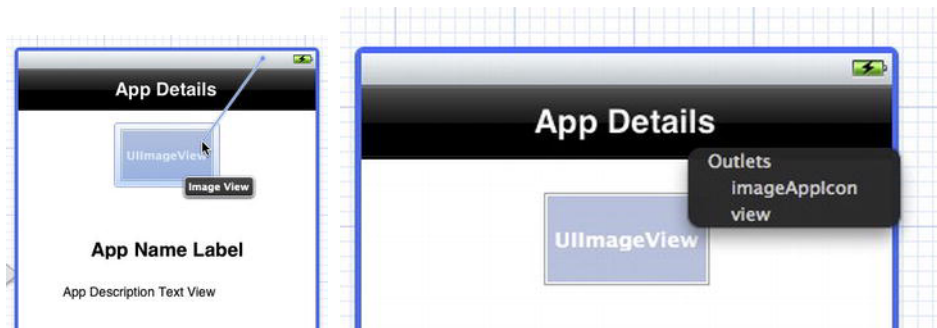 App Details
UIImageView
Image View
App Name Label
App Description Text View
App Details
Outlets
imageAppIcon
view
UIImageView